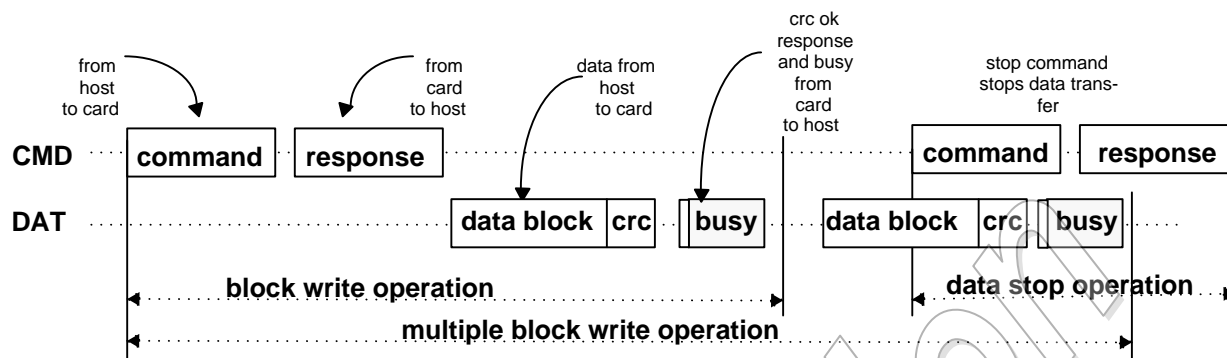 from
host
to card
from
card
to host
data from
host
to card
crc ok
response
and busy
from
card
to host
stop command
stops data trans-
fer
CMD command response command response
DAT data block crc busy data block crc busy
block write operation data stop operation
multiple block write operation